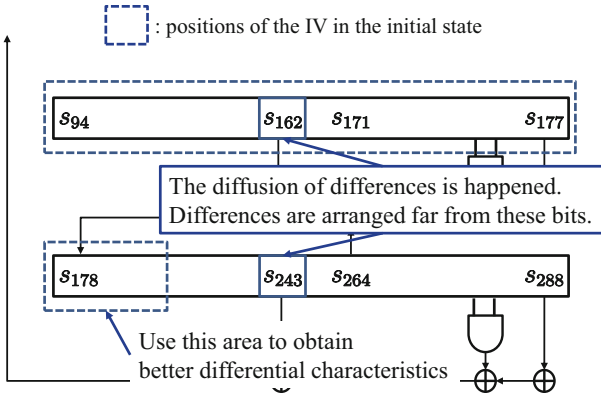 : positions of the IV in the initial state
s94 s162 s171 s177
The diffusion of differences is happened.
Differences are arranged far from these bits.
s178 s243 s264 s288
Use this area to obtain
better differential characteristics